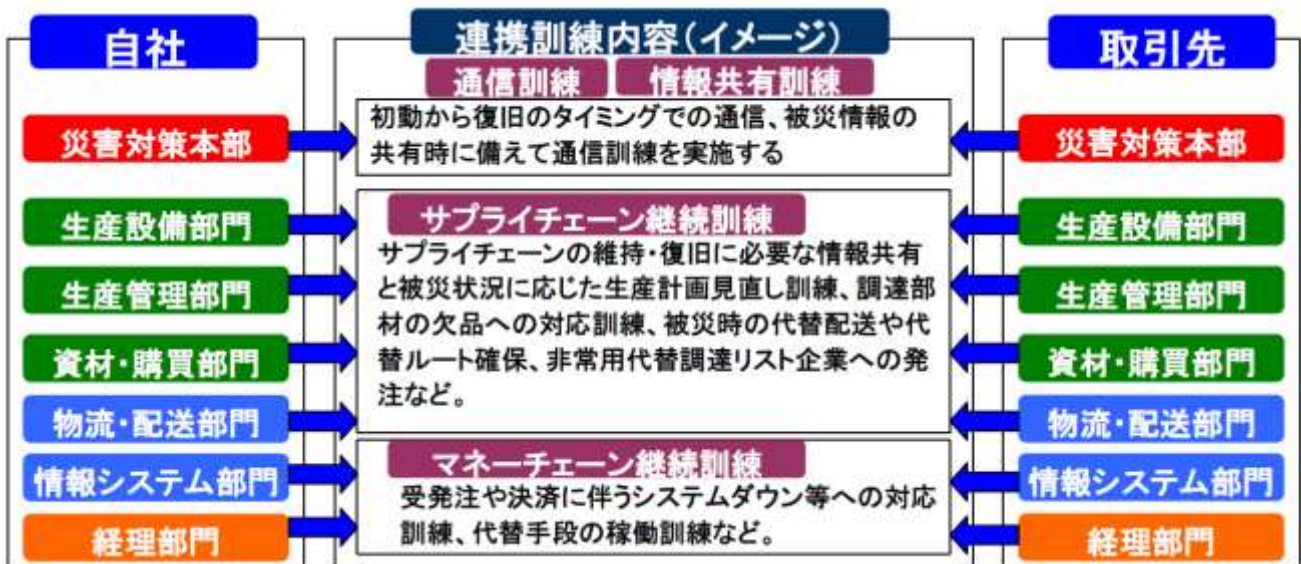 自社
災害対策本部
生産設備部門
生産管理部門
資材・購買部門
物流・配送部門
情報システム部門
経理部門
連携訓練内容(イメージ)
通信訓練
情報共有訓練
初動から復旧のタイミングでの通信、被災情報の
共有時に備えて通信訓練を実施する
サプライチェーン継続訓練
サプライチェーンの維持・復旧に必要な情報共有
と被災状況に応じた生産計画見直し訓練、調達部
材の欠品への対応訓練、被災時の代替配送や代
替ルート確保、非常用代替調達リスト企業への発
注など。
マネーチェーン継続訓練
受発注や決済に伴うシステムダウン等への対応
訓練、代替手段の稼働訓練など。
取引先
災害対策本部
生産設備部門
生産管理部門
資材・購買部門
物流・配送部門
情報システム部門
経理部門